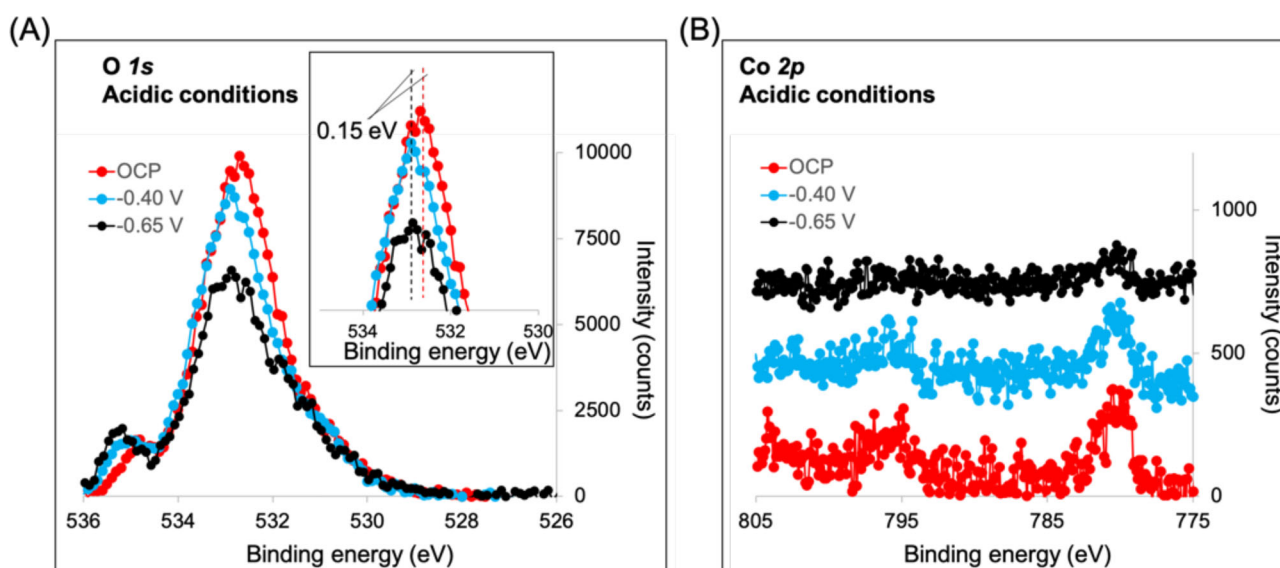 (A)
O 1s
Acidic conditions
OCP
-0.40 V
-0.65 V
0.15 eV
534
532
530
Binding energy (eV)
10000
7500
5000
2500
0
Intensity (counts)
536
534
532
530
528
526
Binding energy (eV)
(B)
Co 2p
Acidic conditions
OCP
-0.40 V
-0.65 V
1000
500
0
Intensity (counts)
805
795
785
775
Binding energy (eV)